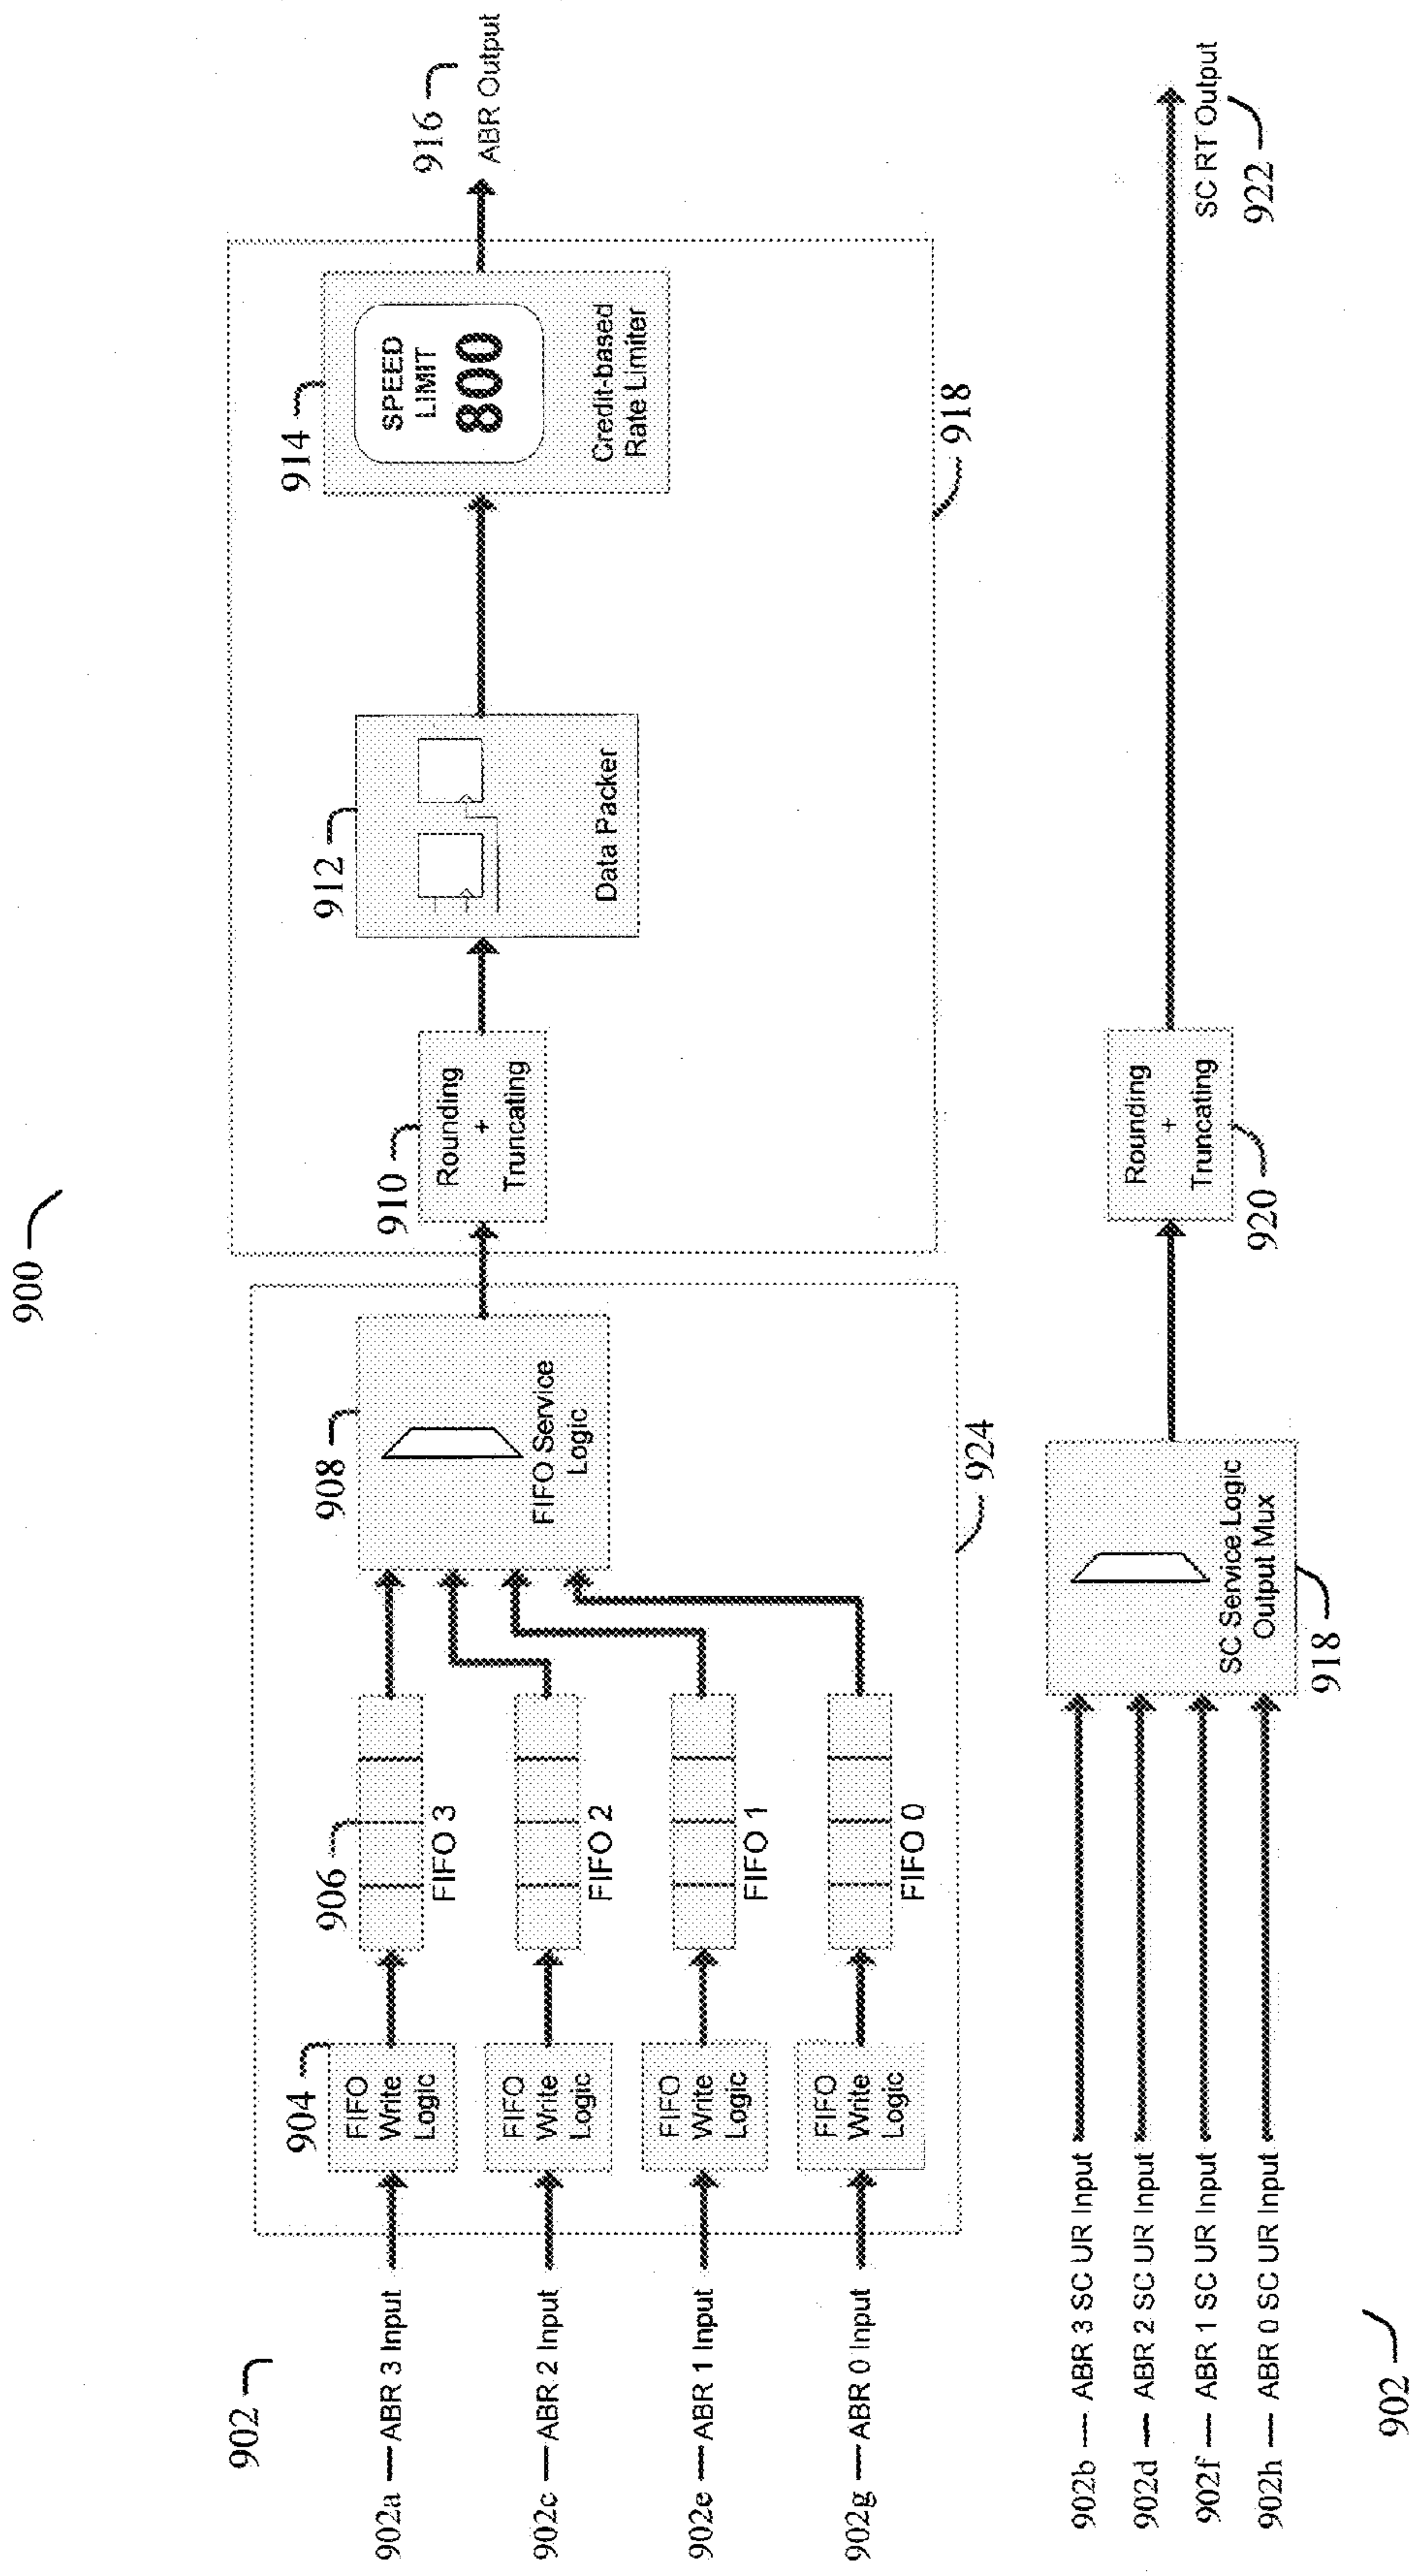 900
902
902a
ABR 3 Input
902c
ABR 2 Input
902e
ABR 1 Input
902g
ABR 0 Input
904
FIFO
Write
Logic
FIFO
Write
Logic
FIFO
Write
Logic
FIFO
Write
Logic
906
FIFO 3
FIFO 2
FIFO 1
FIFO 0
908
FIFO Service
Logic
924
910
Rounding
+
Truncating
912
Data Packer
914
SPEED
LIMIT
800
Credit-based
Rate Limiter
918
916
ABR Output
902b
ABR 3 SC UR Input
902d
ABR 2 SC UR Input
902f
ABR 1 SC UR Input
902h
ABR 0 SC UR Input
902
SC Service Logic
Output Mux
918
Rounding
+
Truncating
920
SC RT Output
922